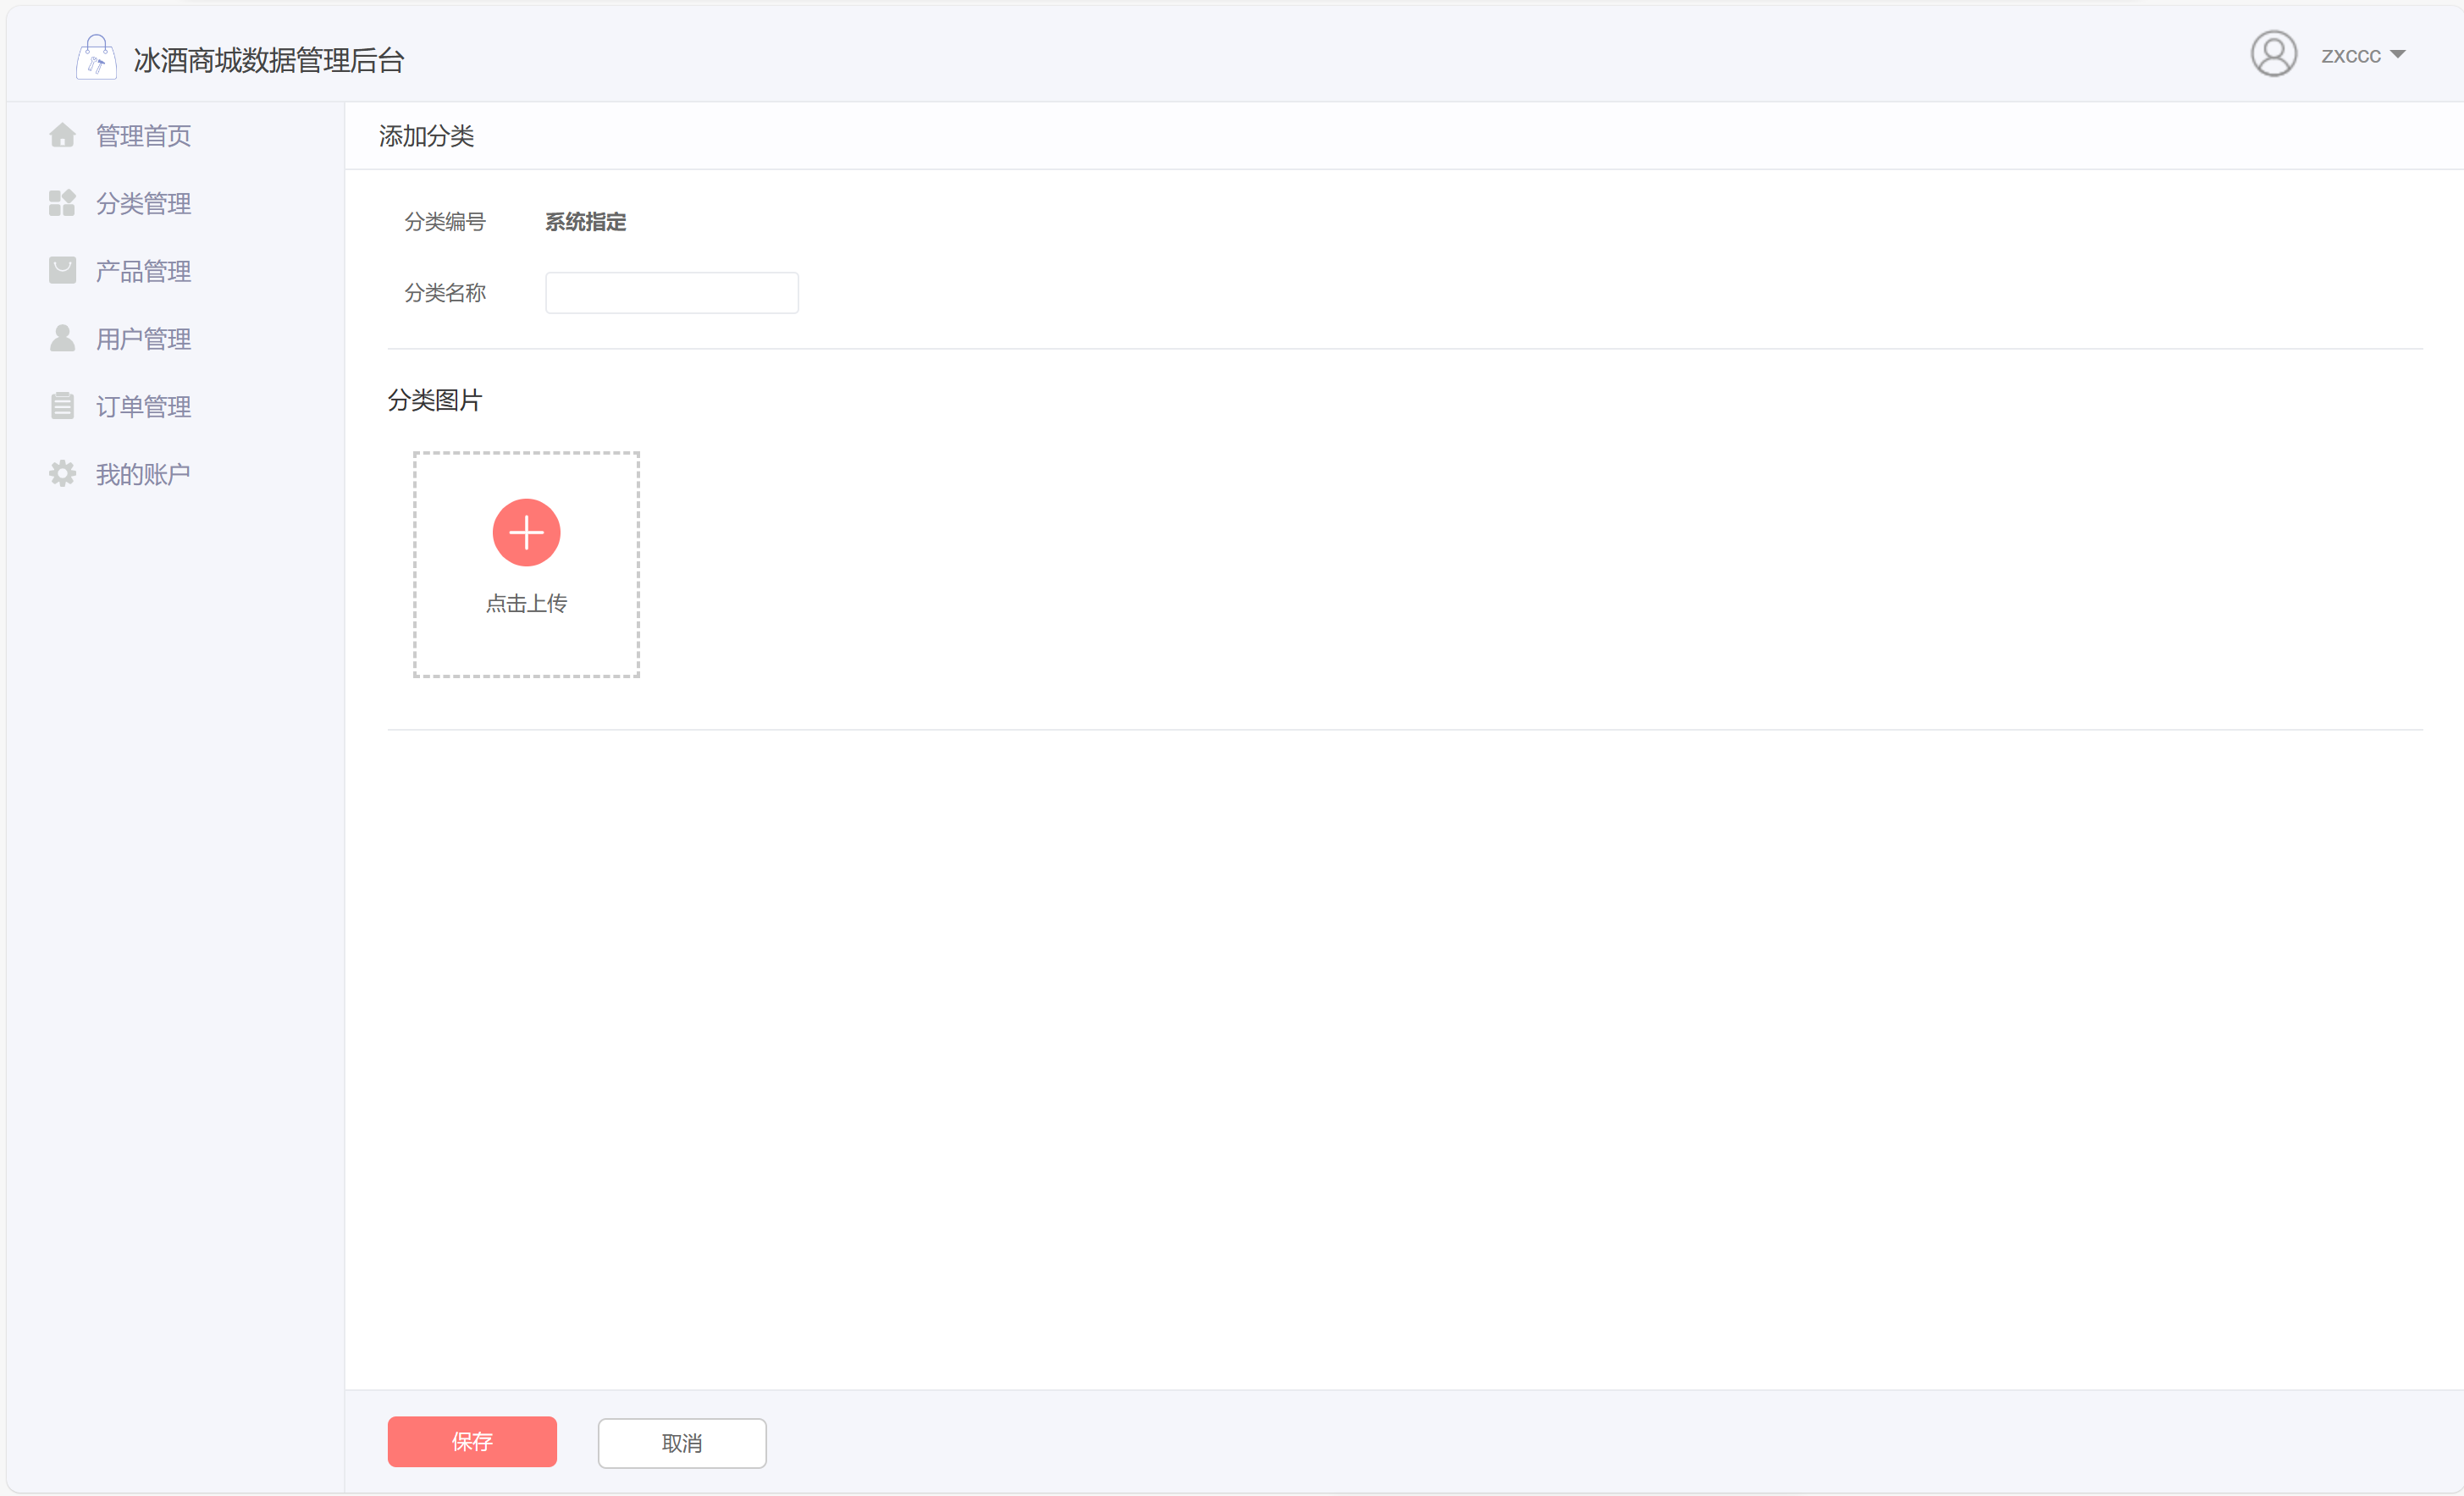 冰酒商城数据管理后台
zxccc
管理首页
分类管理
产品管理
用户管理
订单管理
我的账户
添加分类
分类编号 系统指定
分类名称
分类图片
点击上传
保存 取消